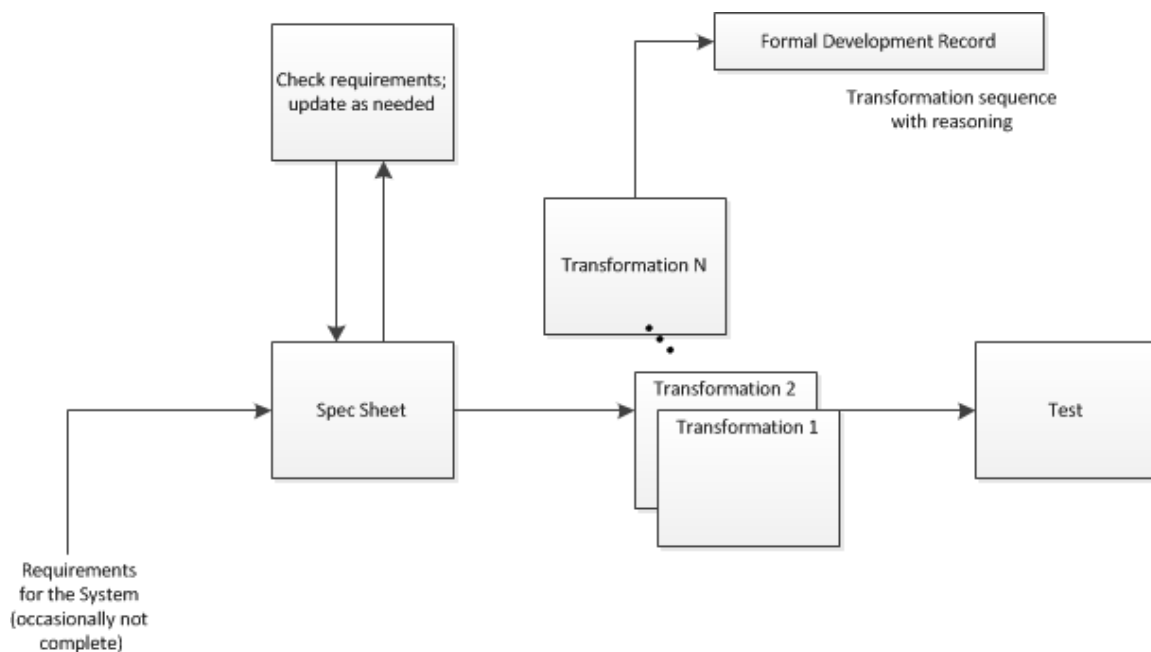 Formal Development Record
Check requirements;
update as needed
Transformation sequence
with reasoning
Transformation N
Transformation 2
Transformation 1
Spec Sheet
Test
Requirements
for the System
(occasionally not
complete)